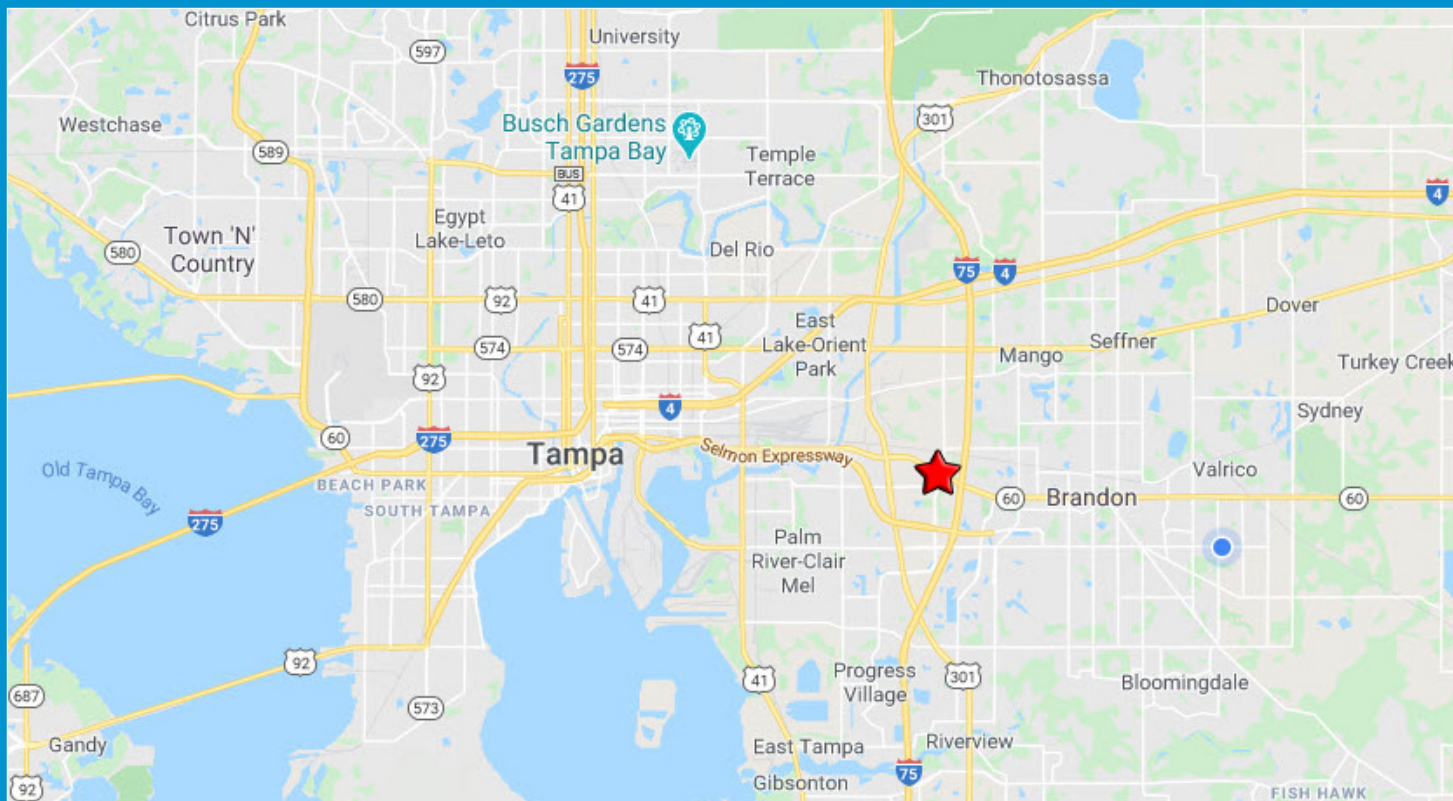 Citrus Park
597
University
275
Thonotosassa
301
Westchase
Busch Gardens
Tampa Bay
589
Temple
Terrace
BUS
41
4
Egypt
Lake-Leto
Town 'N'
Country
580
Del Rio
75
4
580
92
41
Dover
41
East
Lake-Orient
Park
574
574
Mango
Seffner
Turkey Creek
92
4
Sydney
60
275
Tampa
Selmon Expressway
Old Tampa Bay
BEACH PARK
Valrico
60
Brandon
60
SOUTH TAMPA
275
Palm
River-Clair
Mel
92
41
Progress
Village
301
Bloomingdale
687
573
Gandy
East Tampa
Riverview
Gibsonton
75
92
FISH HAWK